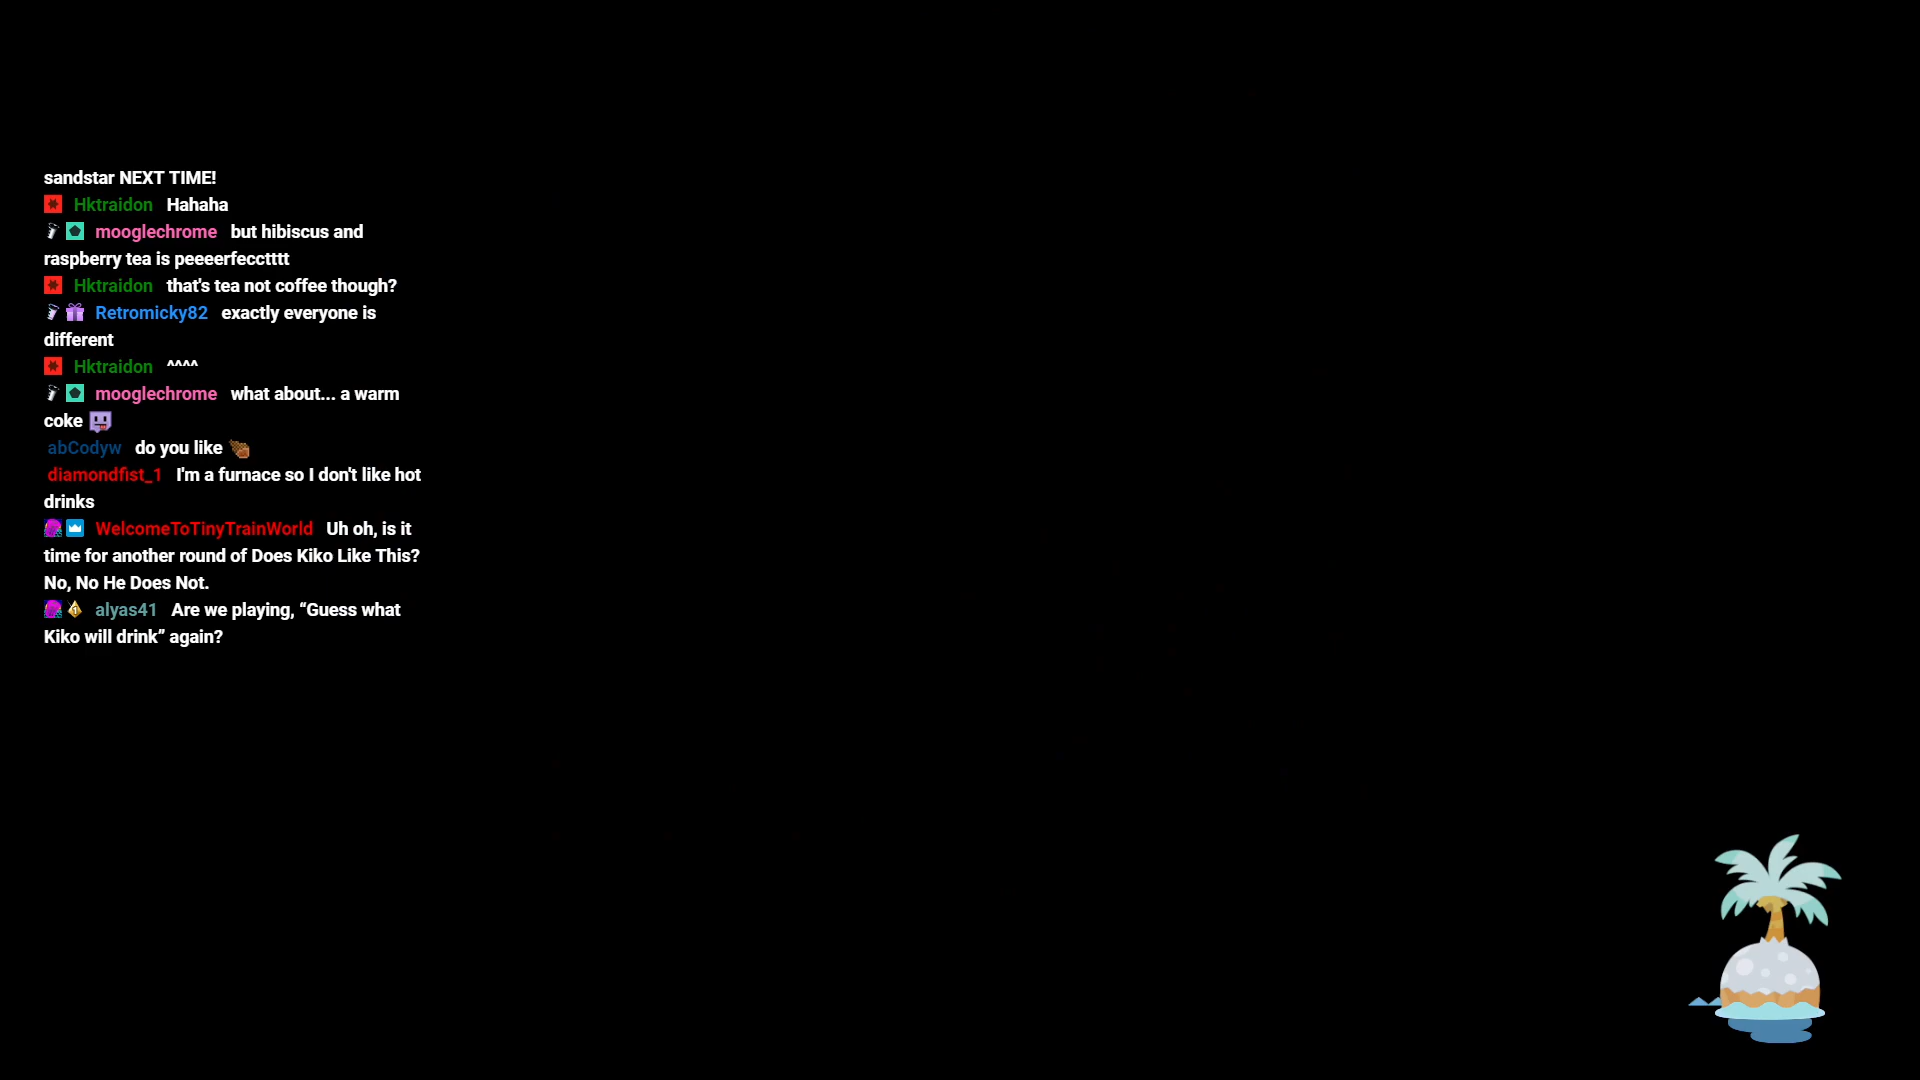 sandstar NEXT TIME!
Hktraidon Hahaha
mooglechrome but hibiscus and
raspberry tea is peeeerfecctttt
Hktraidon that's tea not coffee though?
Retromicky82 exactly everyone is
different
Hktraidon ^^^^
mooglechrome what about... a warm
coke
abCodyw do you like
diamondfist_1 I'm a furnace so I don't like hot
drinks
WelcomeToTinyTrainWorld Uh oh, is it
time for another round of Does Kiko Like This?
No, No He Does Not.
alyas41 Are we playing, “Guess what
Kiko will drink” again?